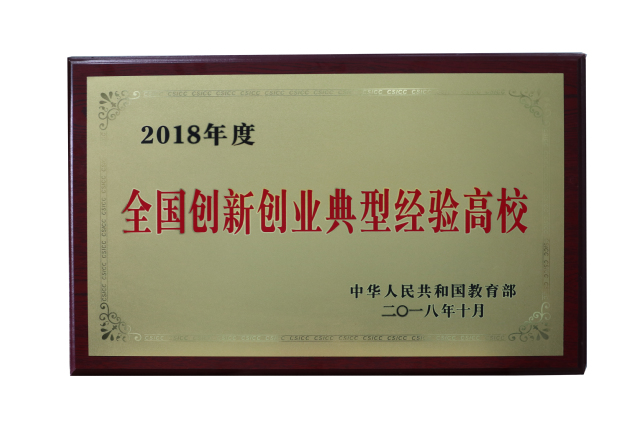 2018年度
全国创新创业典型经验高校
中华人民共和国教育部
二〇一八年十月